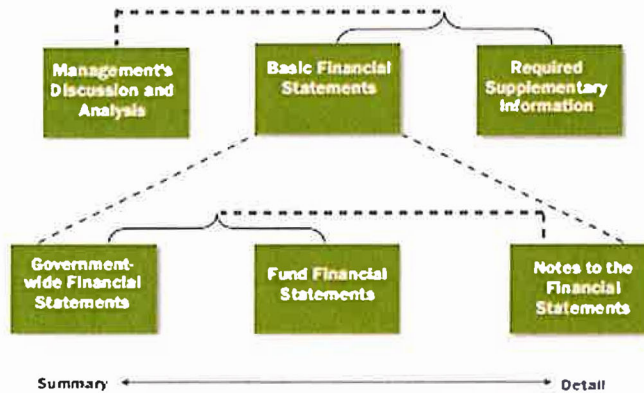 Management's
Discussion and
Analysis
Basic Financial
Statements
Required
Supplementary
Information
Government-
wide Financial
Statements
Fund Financial
Statements
Notes to the
Financial
Statements
Summary
Detail